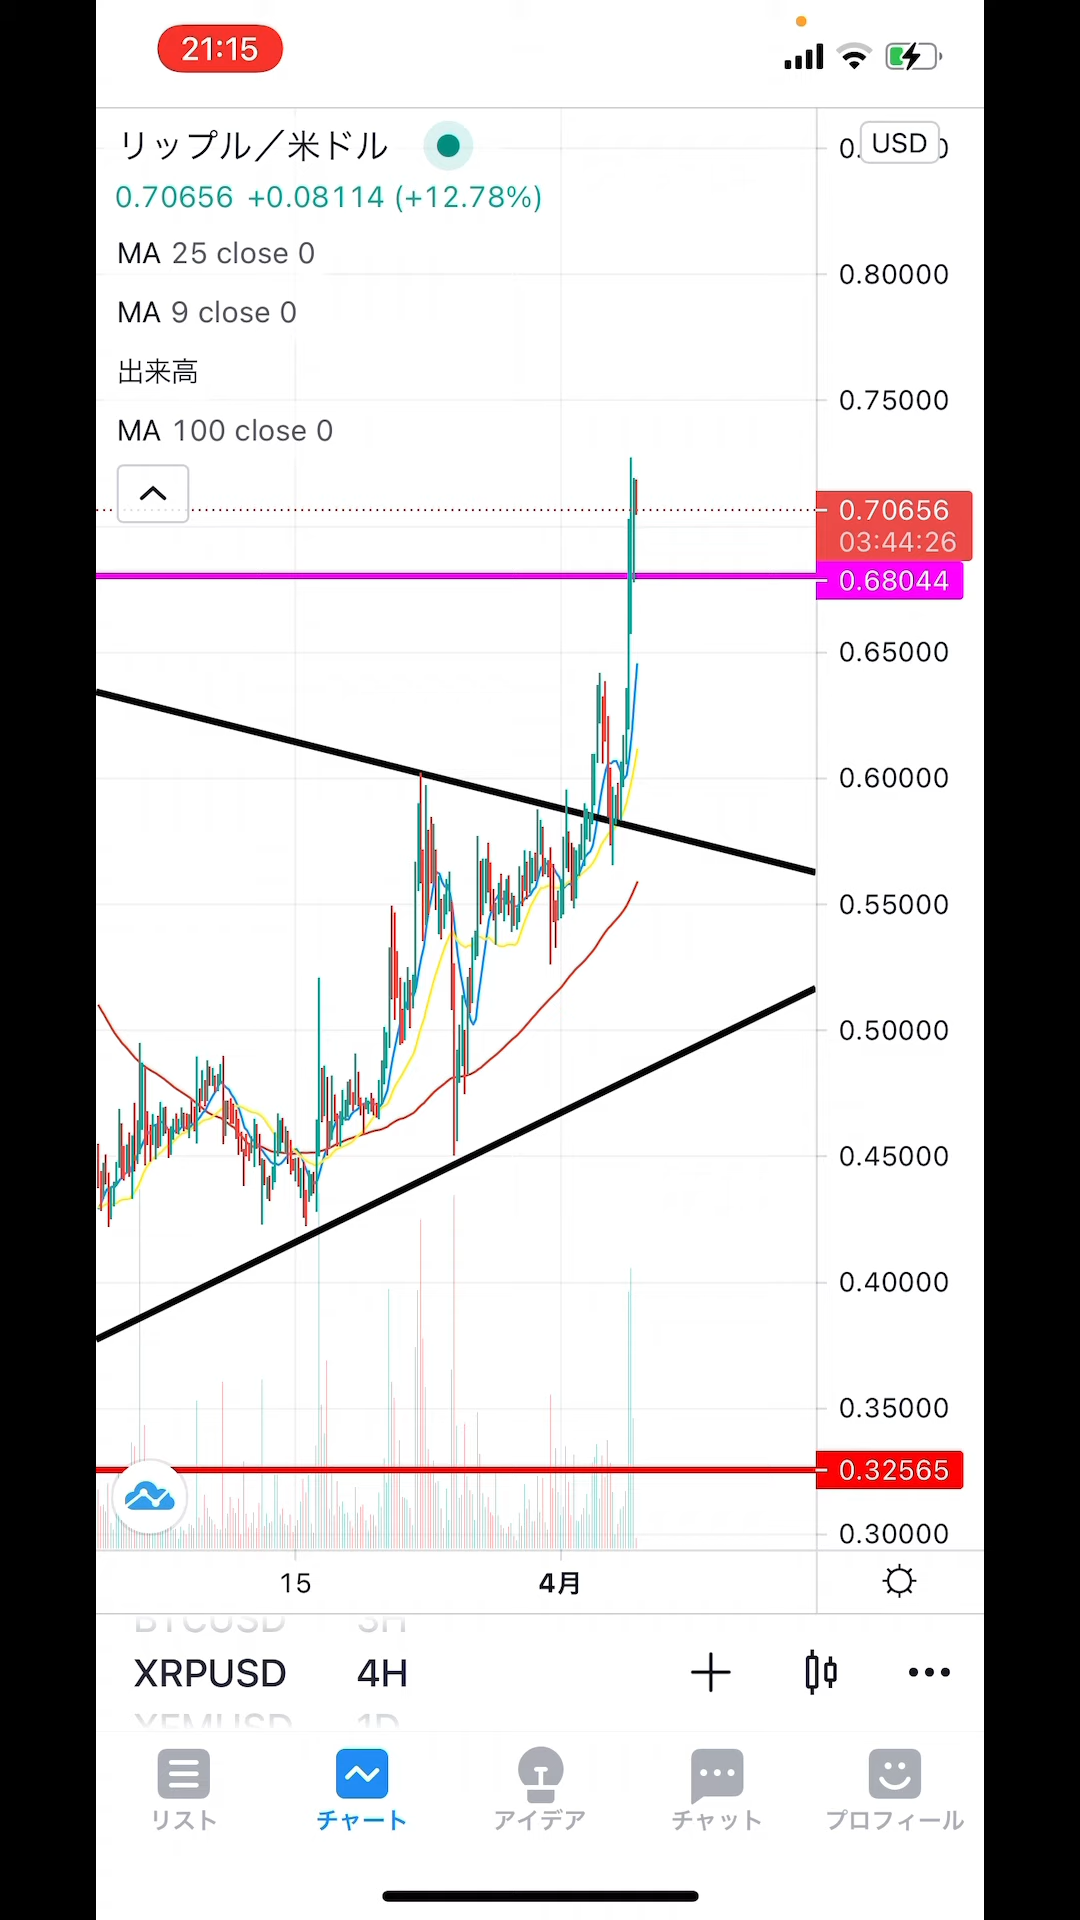 21:15
リップル／米ドル
USD
0.70656 +0.08114 (+12.78%)
MA 25 close 0
MA 9 close 0
出来高
MA 100 close 0
0.80000
0.75000
0.70656
03:44:26
0.68044
0.65000
0.60000
0.55000
0.50000
0.45000
0.40000
0.35000
0.32565
0.30000
15 4月
BTCUSD 3H
XRPUSD 4H
XEMUSD 1D
リスト チャート アイデア チャット プロフィール